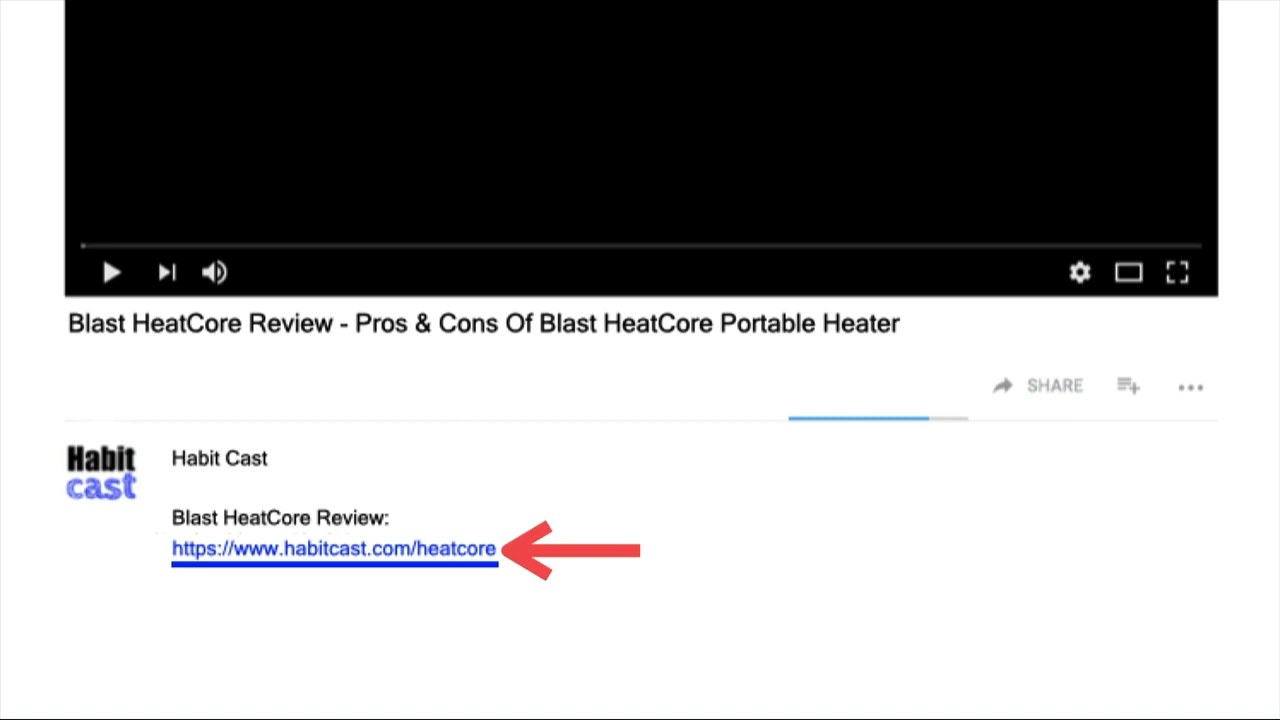 Blast HeatCore Review - Pros & Cons Of Blast HeatCore Portable Heater
SHARE
Habit
cast
Habit Cast
Blast HeatCore Review:
https://www.habitcast.com/heatcore